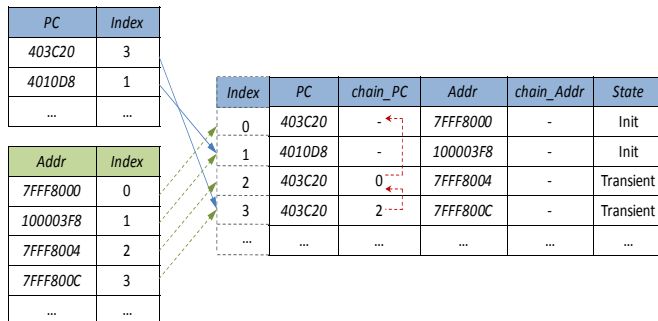 PC Index
403C20 3
4010D8 1
... ...
Addr Index
7FFF8000 0
100003F8 1
7FFF8004 2
7FFF800C 3
... ...
Index PC chain_PC Addr chain_Addr State
0 403C20 - 7FFF8000 - Init
1 4010D8 - 100003F8 - Init
2 403C20 0 7FFF8004 - Transient
3 403C20 2 7FFF800C - Transient
... ... ... ... ... ...